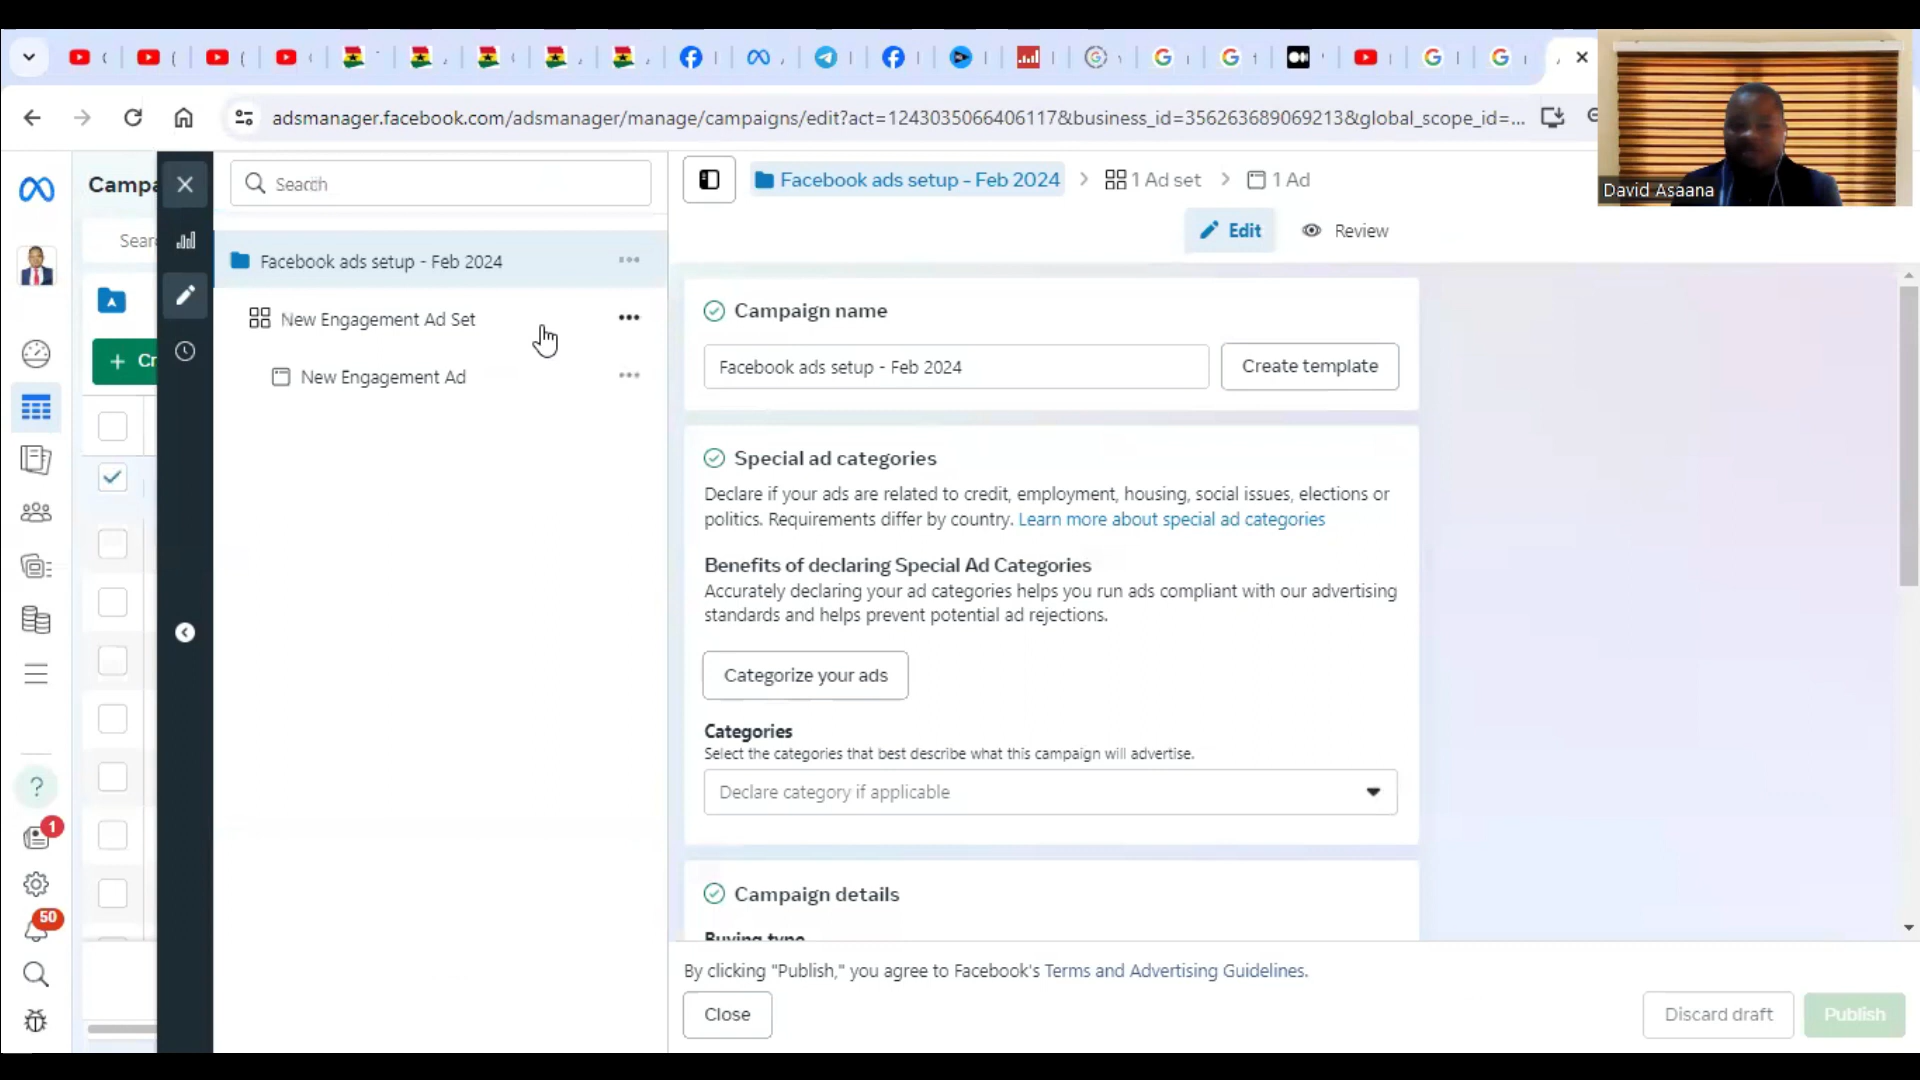 adsmanager.facebook.com/adsmanager/manage/campaigns/edit?act=1243035066406117&business_id=356263689069213&global_scope_id=...
David Asaana
Campa
Search
Facebook ads setup - Feb 2024
1 Ad set
1 Ad
Edit
Review
Sear
Facebook ads setup - Feb 2024
New Engagement Ad Set
New Engagement Ad
+ Cr
Campaign name
Facebook ads setup - Feb 2024
Create template
Special ad categories
Declare if your ads are related to credit, employment, housing, social issues, elections or
politics. Requirements differ by country. Learn more about special ad categories
Benefits of declaring Special Ad Categories
Accurately declaring your ad categories helps you run ads compliant with our advertising
standards and helps prevent potential ad rejections.
Categorize your ads
Categories
Select the categories that best describe what this campaign will advertise.
Declare category if applicable
Campaign details
Buying type
1
50
By clicking "Publish," you agree to Facebook's Terms and Advertising Guidelines.
Close
Discard draft
Publish